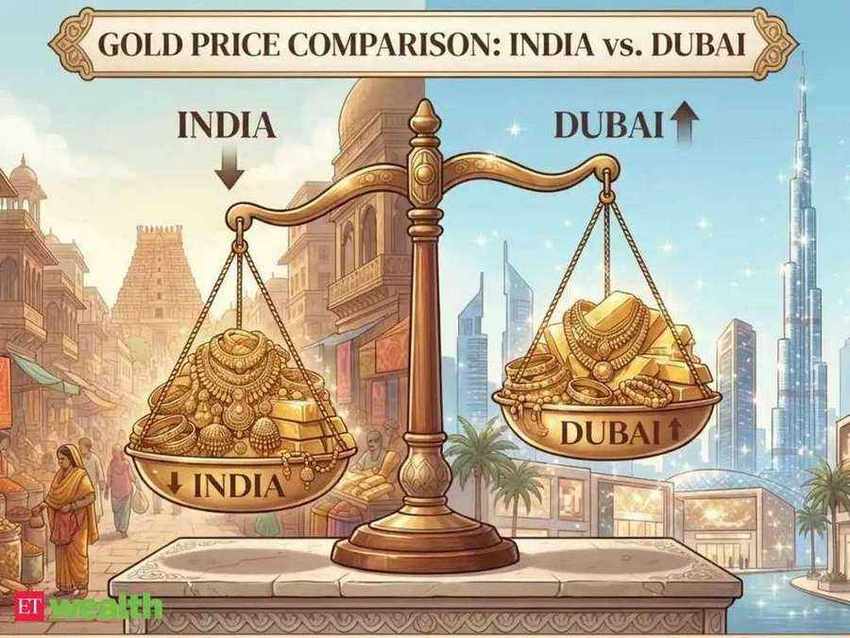 GOLD PRICE COMPARISON: INDIA vs. DUBAI
INDIA
DUBAI
INDIA
DUBAI
ET wealth